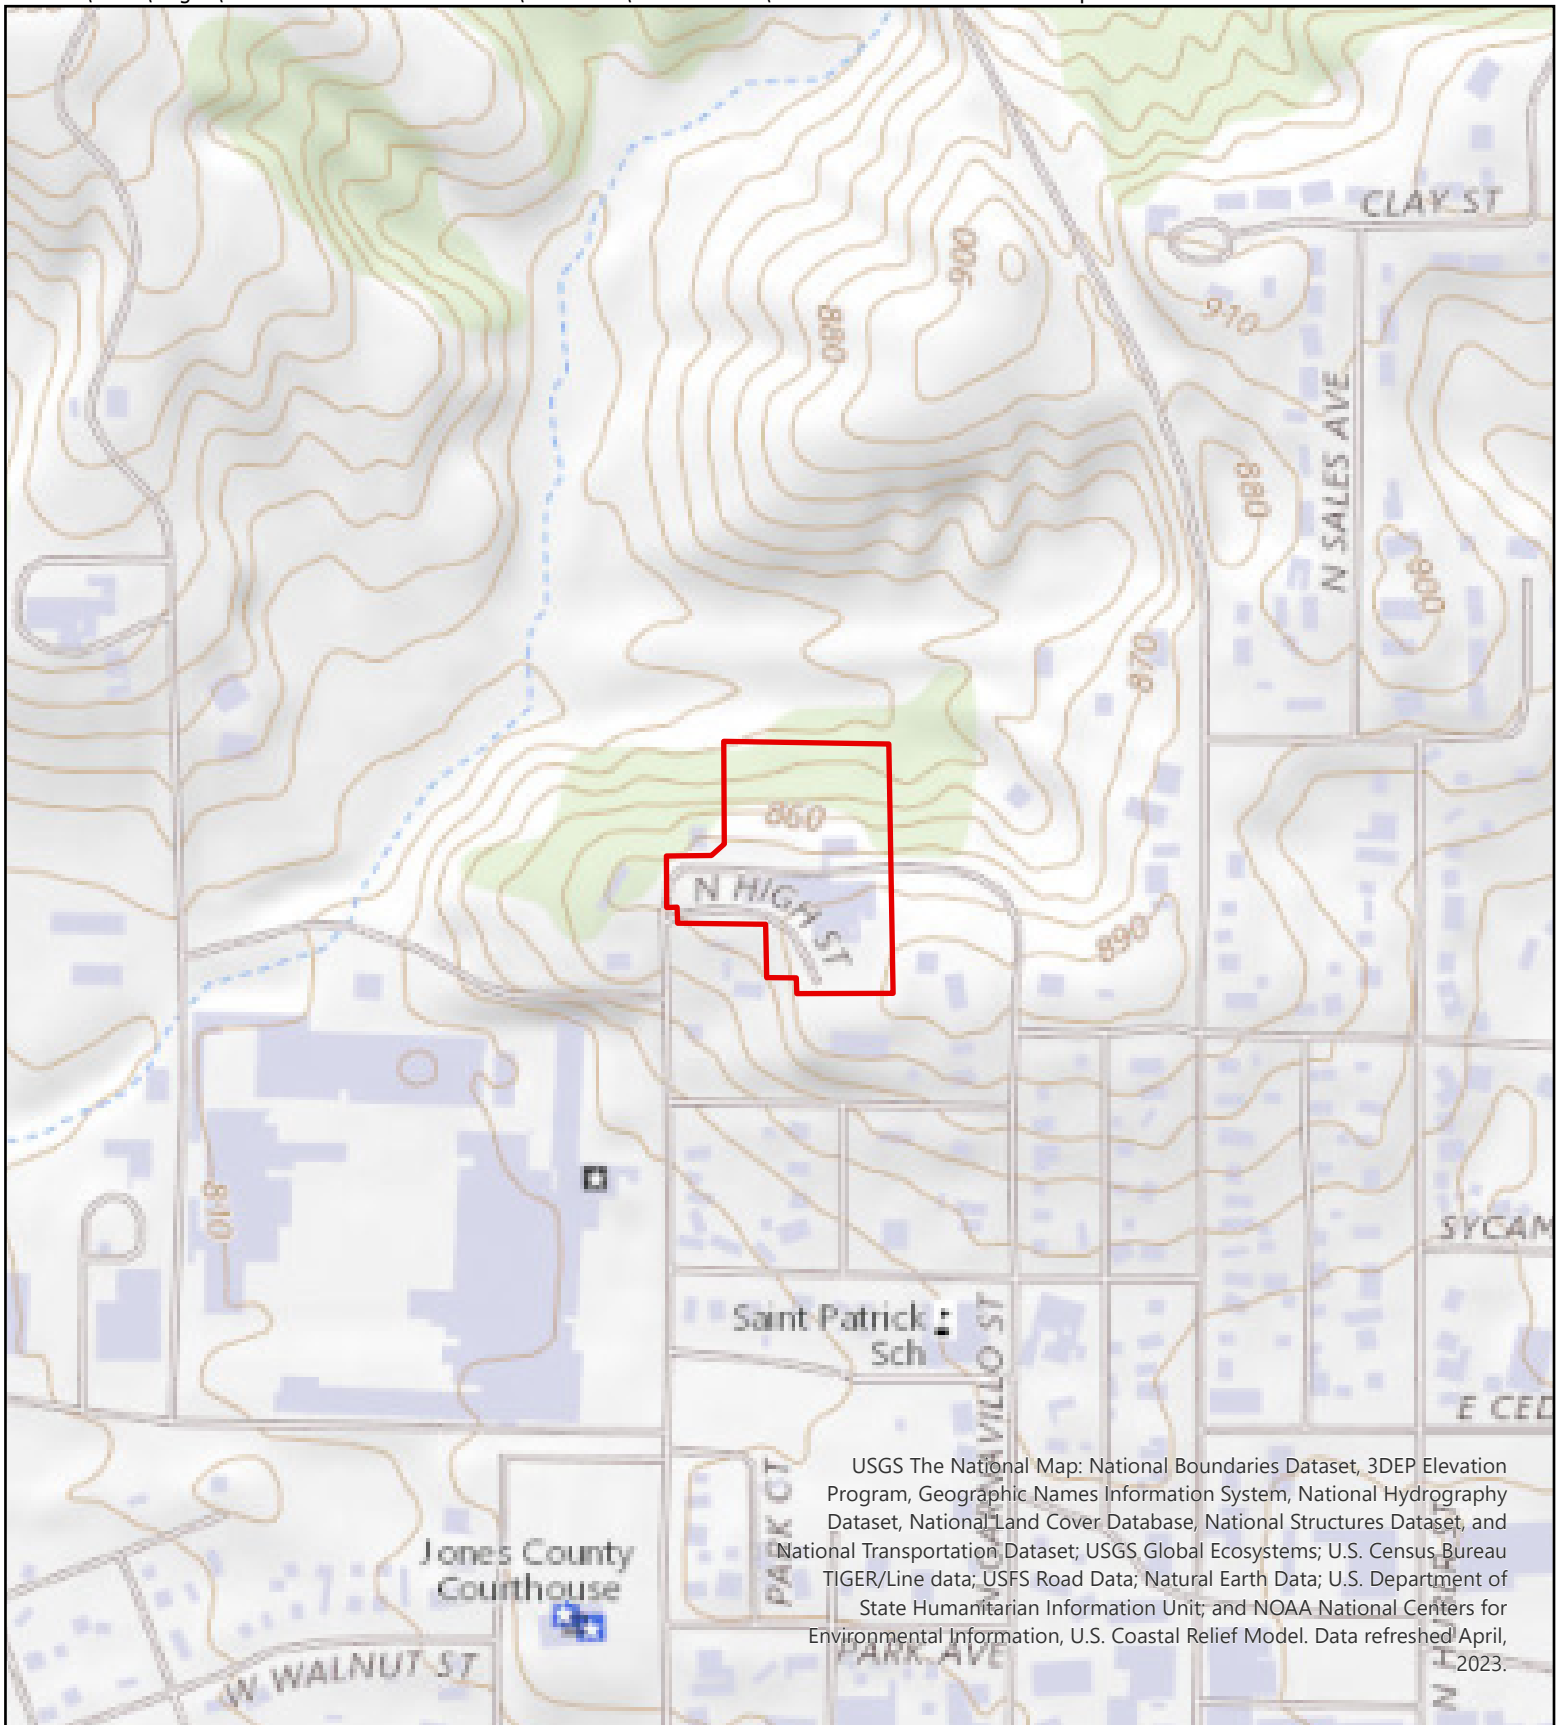 CLAY ST
900
910
880
880
N SALES AVE
900
870
860
N HIGH ST
890
810
SYCAM
Saint Patrick
Sch
NO GARNAVILLO ST
E CED
USGS The National Map: National Boundaries Dataset, 3DEP Elevation
Program, Geographic Names Information System, National Hydrography
Dataset, National Land Cover Database, National Structures Dataset, and
National Transportation Dataset; USGS Global Ecosystems; U.S. Census Bureau
TIGER/Line data; USFS Road Data; Natural Earth Data; U.S. Department of
State Humanitarian Information Unit; and NOAA National Centers for
Environmental Information, U.S. Coastal Relief Model. Data refreshed April,
2023.
PARK CT
Jones County
Courthouse
PARK AVE
W WALNUT ST
N
ST